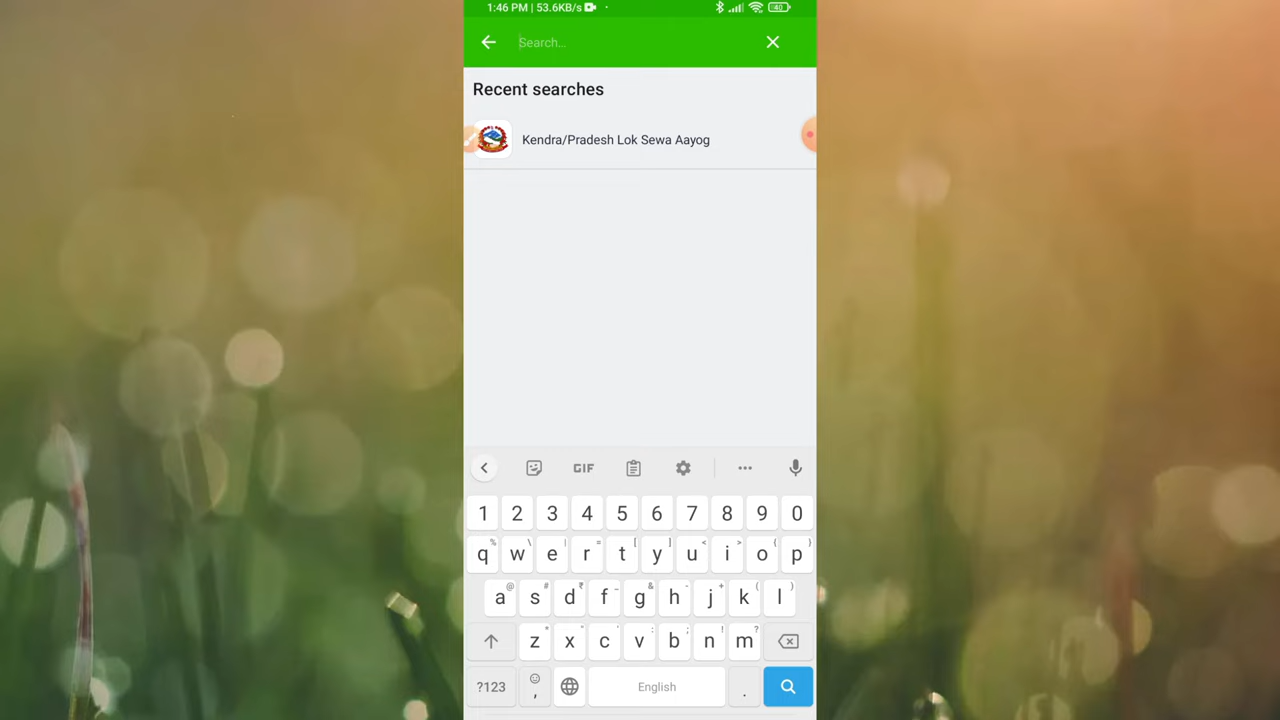 1:46 PM | 53.6KB/s
40
Search...
Recent searches
Kendra/Pradesh Lok Sewa Aayog
GIF
1 2 3 4 5 6 7 8 9 0
q w e r t y u i o p
a s d f g h j k l
z x c v b n m
?123 , English .